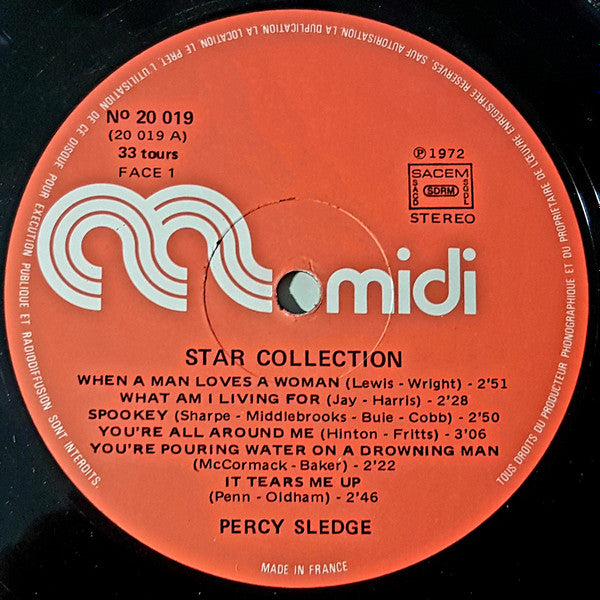 TOUS DROITS DU PRODUCTEUR PHONOGRAPHIQUE ET DU PROPRIETAIRE DE L'ŒUVRE ENREGISTREE RESERVES. SAUF AUTORISATION, LA DUPLICATION, LA LOCATION, LE PRET, L'UTILISATION DE CE DISQUE POUR EXECUTION PUBLIQUE ET RADIODIFFUSION SONT INTERDITS.
Nº 20 019
(20 019 A)
33 tours
FACE 1
℗ 1972
SACEM
SACD
SDRM
SGDL
STEREO
midi
STAR COLLECTION
WHEN A MAN LOVES A WOMAN (Lewis - Wright) - 2'51
WHAT AM I LIVING FOR (Jay - Harris) - 2'28
SPOOKEY (Sharpe - Middlebrooks - Buie - Cobb) - 2'50
YOU'RE ALL AROUND ME (Hinton - Fritts) - 3'06
YOU'RE POURING WATER ON A DROWNING MAN
(McCormack - Baker) - 2'22
IT TEARS ME UP
(Penn - Oldham) - 2'46
PERCY SLEDGE
MADE IN FRANCE